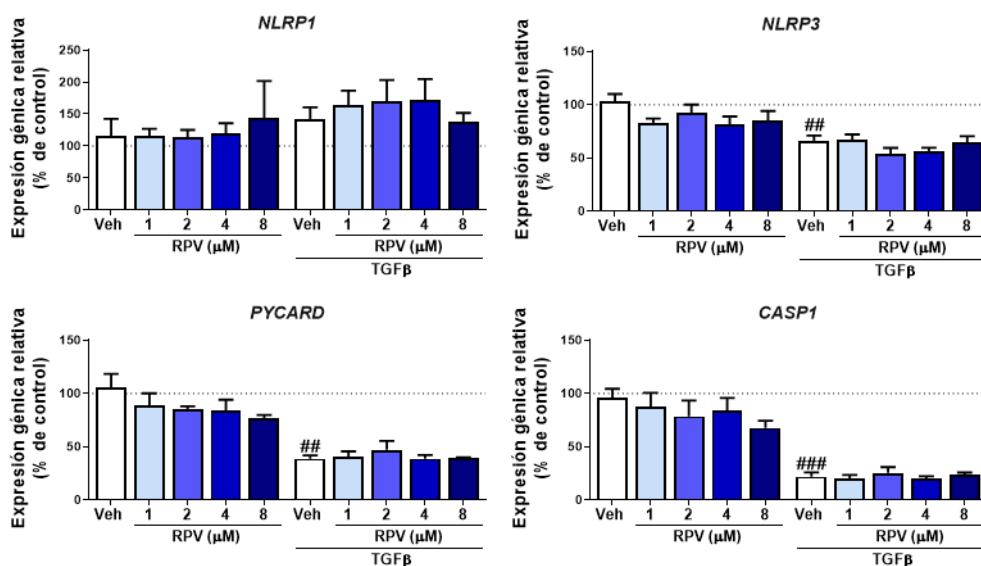 NLRP1
Expresión génica relativa
(% de control)
250
200
150
100
50
0
Veh 1 2 4 8 Veh 1 2 4 8
RPV (μM) RPV (μM)
TGFβ
NLRP3
Expresión génica relativa
(% de control)
150
100
50
0
##
Veh 1 2 4 8 Veh 1 2 4 8
RPV (μM) RPV (μM)
TGFβ
PYCARD
Expresión génica relativa
(% de control)
150
100
50
0
##
Veh 1 2 4 8 Veh 1 2 4 8
RPV (μM) RPV (μM)
TGFβ
CASP1
Expresión génica relativa
(% de control)
150
100
50
0
###
Veh 1 2 4 8 Veh 1 2 4 8
RPV (μM) RPV (μM)
TGFβ